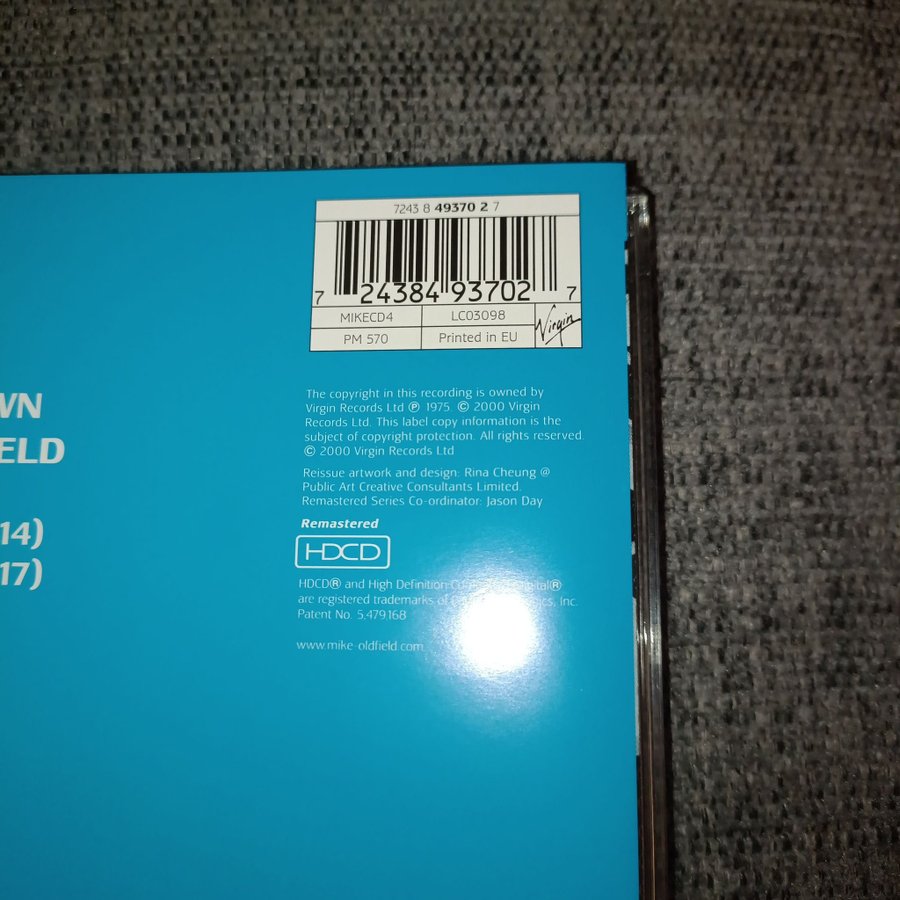 7243 8 49370 2 7
7 24384 93702 7
MIKECD4
LC03098
PM 570
Printed in EU
Virgin
WN
ELD
14)
17)
The copyright in this recording is owned by
Virgin Records Ltd ℗ 1975. © 2000 Virgin
Records Ltd. This label copy information is the
subject of copyright protection. All rights reserved.
© 2000 Virgin Records Ltd
Reissue artwork and design: Rina Cheung @
Public Art Creative Consultants Limited.
Remastered Series Co-ordinator: Jason Day
Remastered
HDCD
HDCD® and High Definition
are registered trademarks of Inc.
Patent No. 5.479.168
www.mike-oldfield.com